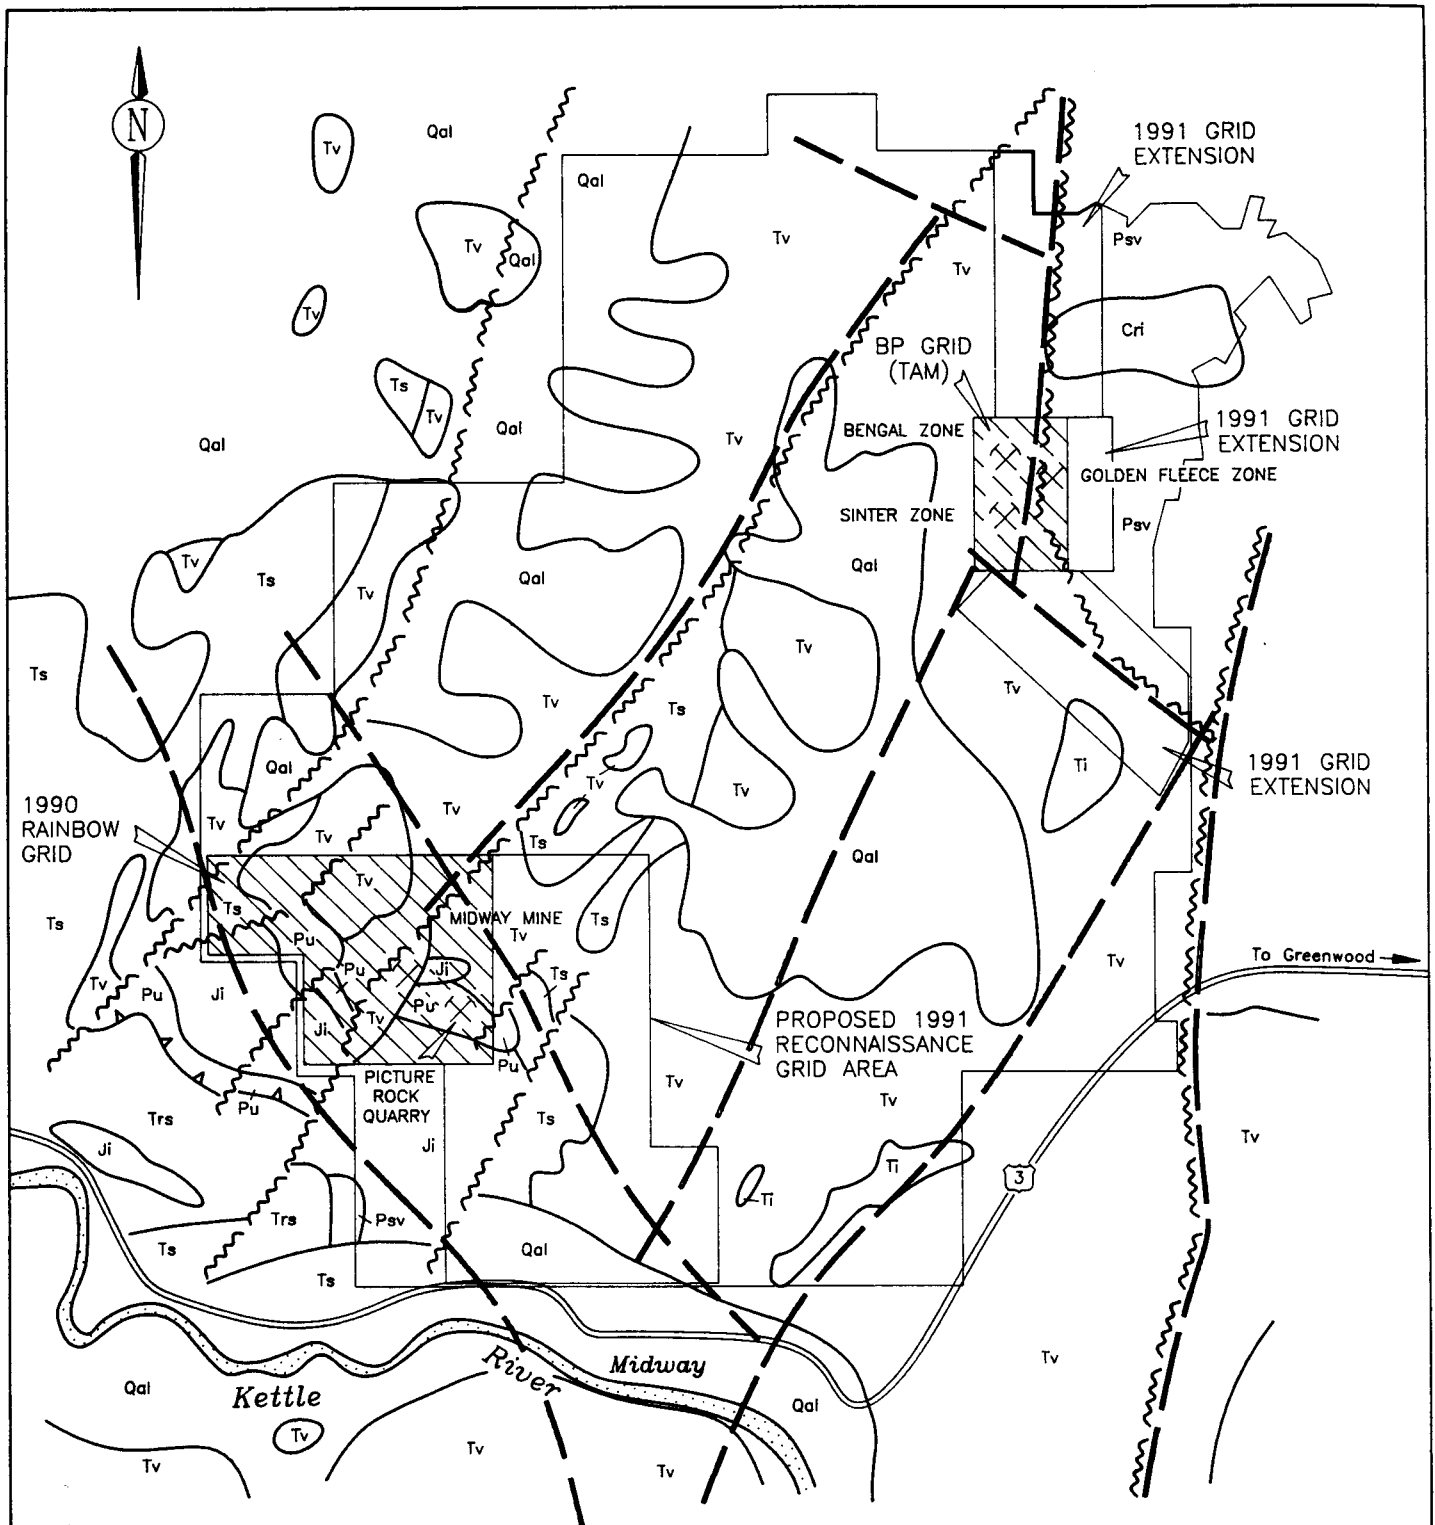 N
Qal
Tv
Qal
1991 GRID
EXTENSION
Tv
Psv
Tv
Qal
Tv
Tv
Cri
BP GRID
(TAM)
Ts
Tv
Qal
Qal
Tv
BENGAL ZONE
1991 GRID
EXTENSION
GOLDEN FLEECE ZONE
SINTER ZONE
Psv
Tv
Ts
Tv
Qal
Qal
Ts
Tv
Tv
Ts
Tv
Qal
Ti
1991 GRID
EXTENSION
Tv
Tv
1990
RAINBOW
GRID
Tv
Tv
Tv
Ts
Qal
Tv
Ts
Ts
MIDWAY MINE
Ts
Tv
Pu
Tv
To Greenwood
Tv
Pu
Ji
Pu
Ji
Ts
Ji
Tv
Pu
PROPOSED 1991
RECONNAISSANCE
GRID AREA
Pu
PICTURE
ROCK
QUARRY
Tv
Tv
Pu
Trs
Ts
Ji
Ji
Tv
Ti
3
Ti
Trs
Psv
Ts
Qal
Ts
Tv
River
Midway
Qal
Kettle
Qal
Tv
Tv
Tv
Tv